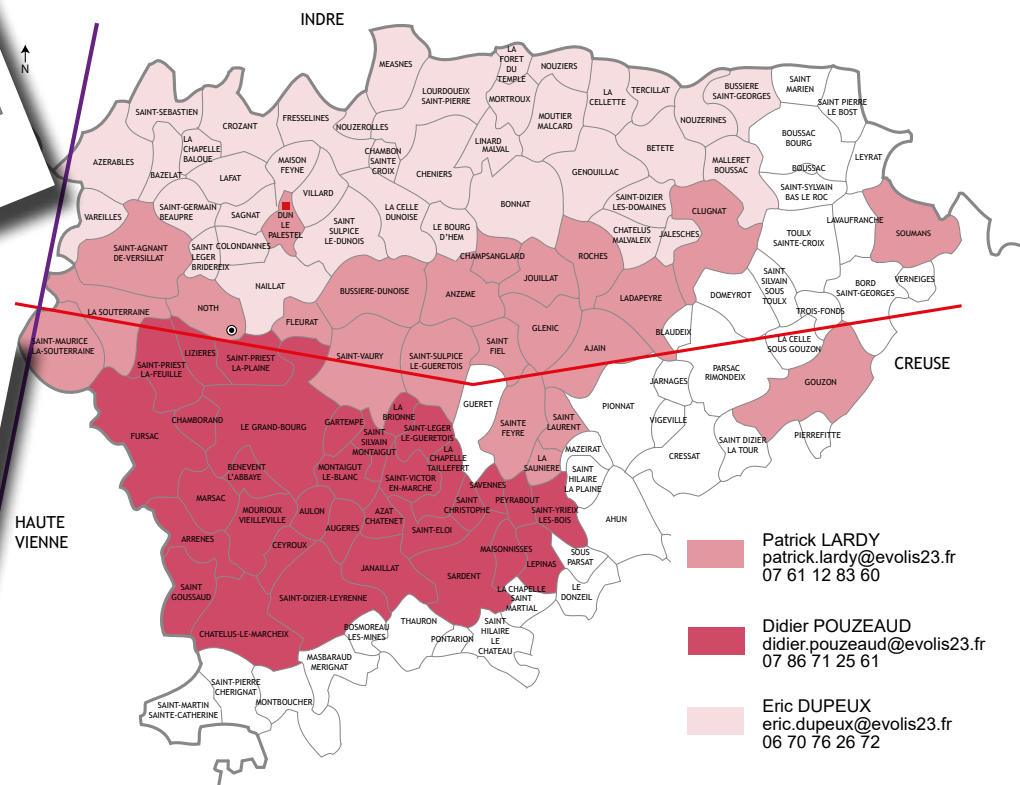 INDRE
N
MEASNES
LA
FORET
DU
TEMPLE
NOUZIERS
LOURDOUEIX
SAINT-PIERRE
MORTROUX
LA
CELLETTE
TERCILLAT
BUSSIERE
SAINT-GEORGES
SAINT
MARIEN
SAINT PIERRE
LE BOST
SAINT-SEBASTIEN
CROZANT
FRESSELINES
NOUZEROLLES
MOUTIER
MALCARD
NOUZERINES
BOUSSAC
BOURG
LA
CHAPELLE
BALOUE
LINARD
MALVAL
BETETE
LEYRAT
AZERABLES
BAZELAT
LAFAT
MAISON
FEYNE
CHAMBON
SAINTE
CROIX
CHENIERS
GENOUILLAC
MALLERET
BOUSSAC
BOUSSAC
VAREILLES
SAINT-GERMAIN
BEAUPRE
SAGNAT
DUN
LE
PALESTEL
VILLARD
SAINT
SULPICE
LE-DUNOIS
LA CELLE
DUNOISE
LE BOURG
D'HEM
BONNAT
SAINT-DIZIER
LES-DOMAINES
CHATELUS
MALVALEIX
JALESCHES
CLUGNAT
SAINT-SYLVAIN
BAS LE ROC
TOULX
SAINTE-CROIX
LAVAUFRANCHE
SOUMANS
SAINT-AGNANT
DE-VERSILLAT
SAINT
LEGER
BRIDEREIX
COLONDANNES
NAILLAT
CHAMPSANGLARD
ROCHES
BUSSIERE-DUNOISE
ANZEME
JOUILLAT
LADAPEYRE
DOMEYROT
SAINT
SILVAIN
SOUS
TOULX
BORD
SAINT-GEORGES
VERNEIGES
LA SOUTERRAINE
NOTH
FLEURAT
TROIS-FONDS
SAINT-MAURICE
LA-SOUTERRAINE
LIZIERES
SAINT-PRIEST
LA-FEUILLE
SAINT-PRIEST
LA-PLAINE
SAINT-VAURY
SAINT-SULPICE
LE-GUERETOIS
SAINT
FIEL
GLENIC
AJAIN
BLAUDEIX
LA CELLE
SOUS GOUZON
CREUSE
JARNAGES
PARSAC
RIMONDEIX
GOUZON
FURSAC
CHAMBORAND
LE GRAND-BOURG
GARTEMPE
LA
BRIONNE
SAINT
SILVAIN
MONTAIGUT
SAINT-LEGER
LE-GUERETOIS
GUERET
SAINTE
FEYRE
SAINT
LAURENT
PIONNAT
VIGEVILLE
SAINT DIZIER
LA TOUR
PIERREFITTE
MAZEIRAT
CRESSAT
BENEVENT
L'ABBAYE
MONTAIGUT
LE-BLANC
LA
CHAPELLE
TAILLEFERT
LA
SAUNIERE
SAINT
HILAIRE
LA PLAINE
MARSAC
SAINT-VICTOR
EN-MARCHE
SAVENNES
SAINT
CHRISTOPHE
PEYRABOUT
SAINT-YRIEIX
LES-BOIS
AHUN
MOURIOUX
VIEILLEVILLE
AULON
AUGERES
AZAT
CHATENET
SAINT-ELOI
HAUTE
VIENNE
ARRENES
CEYROUX
MAISONNISSES
LEPINAS
SOUS
PARSAT
JANAILLAT
SARDENT
SAINT
GOUSSAUD
SAINT-DIZIER-LEYRENNE
LA CHAPELLE
SAINT
MARTIAL
LE
DONZEIL
CHATELUS-LE-MARCHEIX
BOSMOREAU
LES-MINES
THAURON
PONTARION
SAINT
HILAIRE
LE
CHATEAU
MASBARAUD
MERIGNAT
SAINT-PIERRE
CHERIGNAT
MONTBOUCHER
SAINT-MARTIN
SAINTE-CATHERINE
Patrick LARDY
patrick.lardy@evolis23.fr
07 61 12 83 60
Didier POUZEAUD
didier.pouzeaud@evolis23.fr
07 86 71 25 61
Eric DUPEUX
eric.dupeux@evolis23.fr
06 70 76 26 72